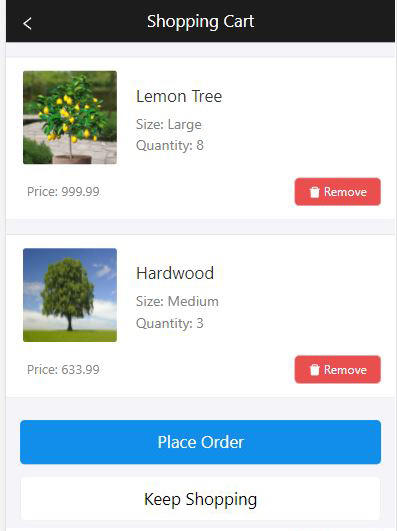 Shopping Cart
Lemon Tree
Size: Large
Quantity: 8
Price: 999.99
Remove
Hardwood
Size: Medium
Quantity: 3
Price: 633.99
Remove
Place Order
Keep Shopping